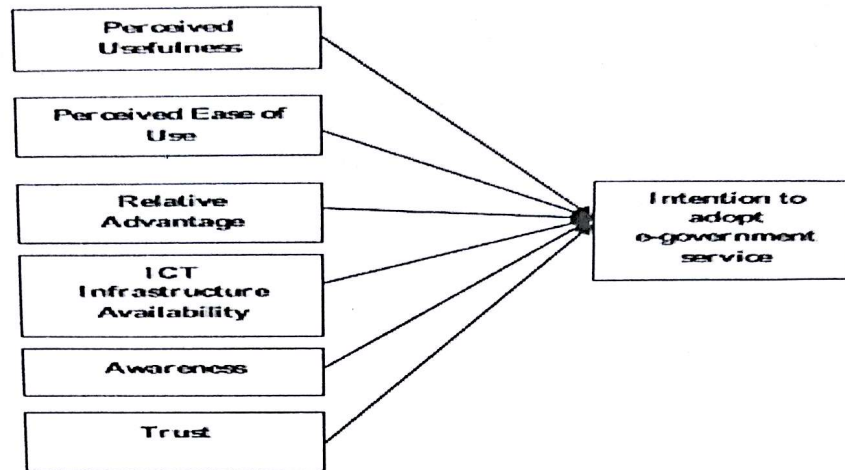 Perceived
Usefulness
Perceived Ease of
Use
Relative
Advantage
ICT
Infrastructure
Availability
Awareness
Trust
Intention to
adopt
e-government
service